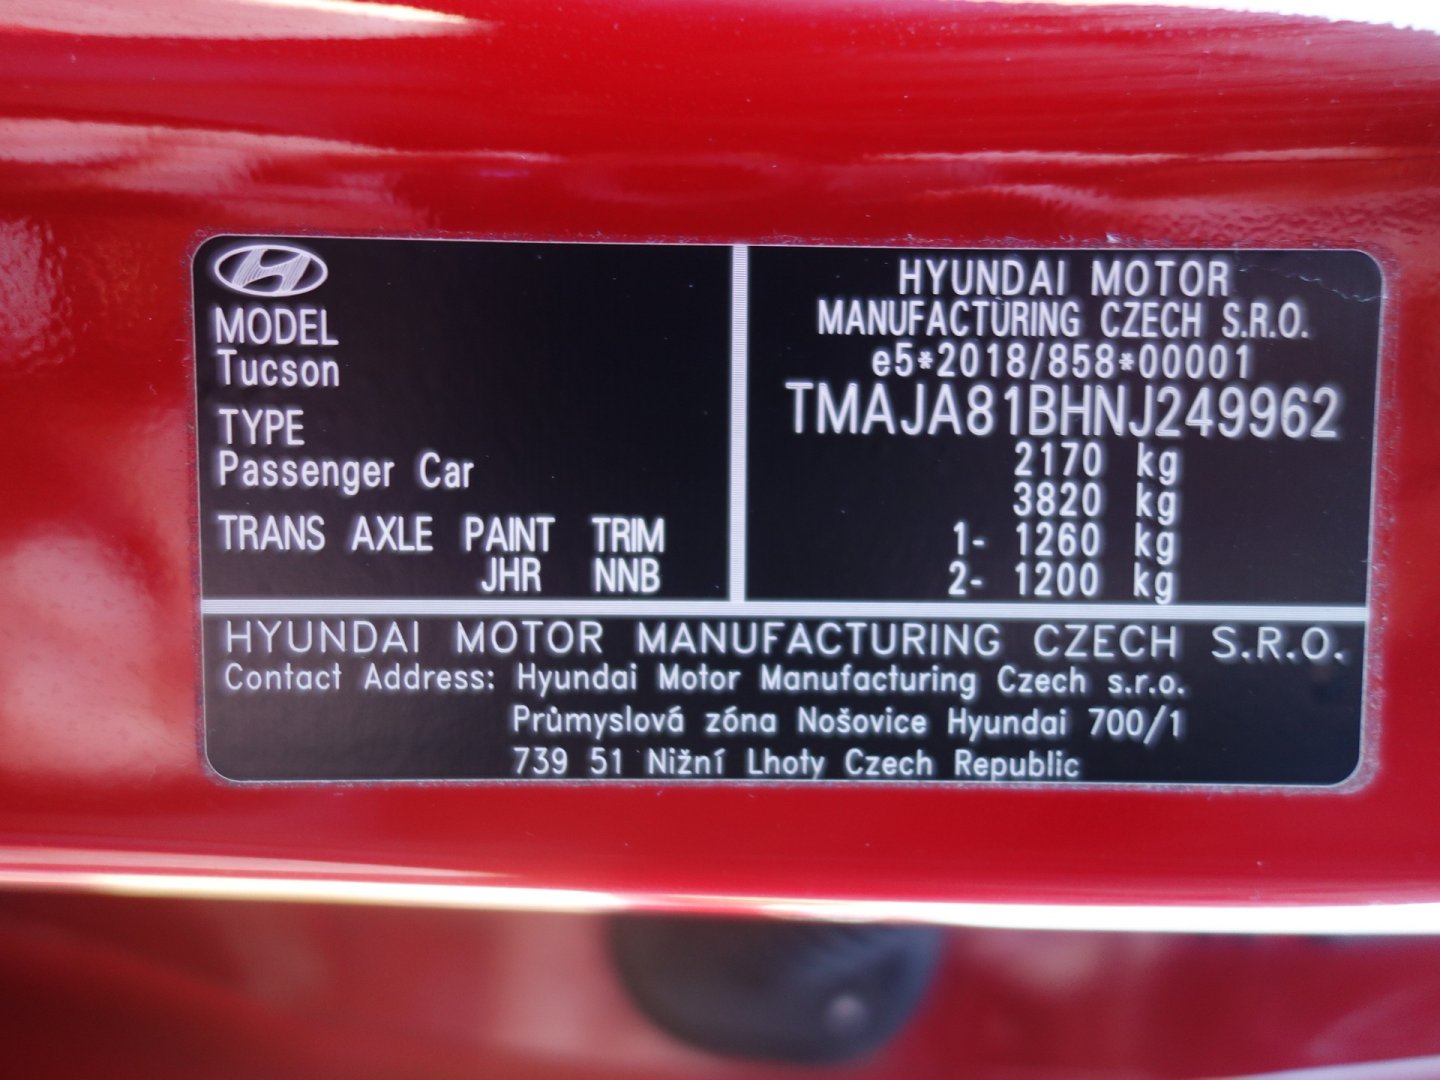 MODEL
Tucson
TYPE
Passenger Car
TRANS AXLE PAINT TRIM
JHR NNB
HYUNDAI MOTOR
MANUFACTURING CZECH S.R.O.
e5*2018/858*00001
TMAJA81BHNJ249962
2170 kg
3820 kg
1- 1260 kg
2- 1200 kg
HYUNDAI MOTOR MANUFACTURING CZECH S.R.O.
Contact Address: Hyundai Motor Manufacturing Czech s.r.o.
Průmyslová zóna Nošovice Hyundai 700/1
739 51 Nižní Lhoty Czech Republic